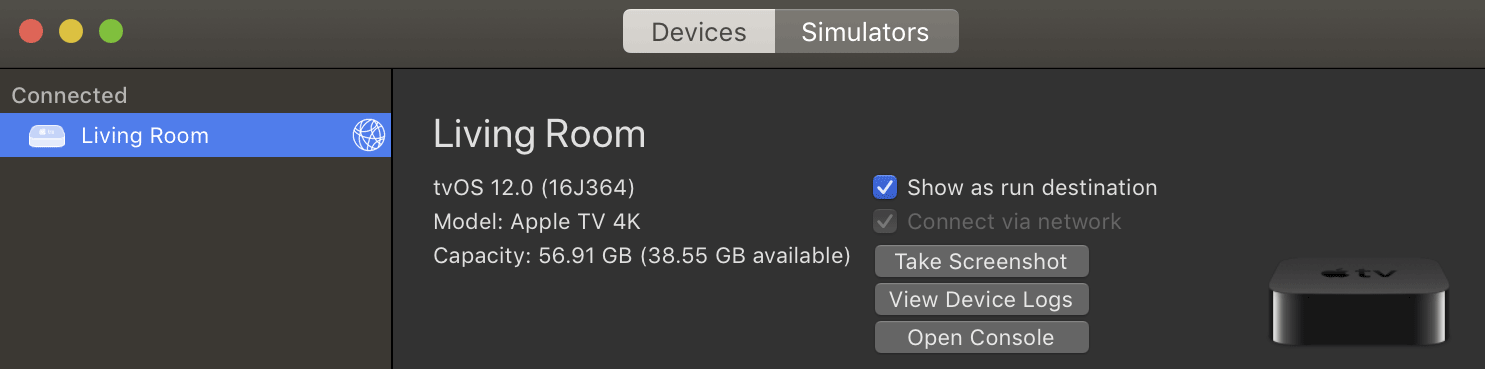 Devices
Simulators
Connected
Living Room
Living Room
tvOS 12.0 (16J364)
Model: Apple TV 4K
Capacity: 56.91 GB (38.55 GB available)
Show as run destination
Connect via network
Take Screenshot
View Device Logs
Open Console
tv